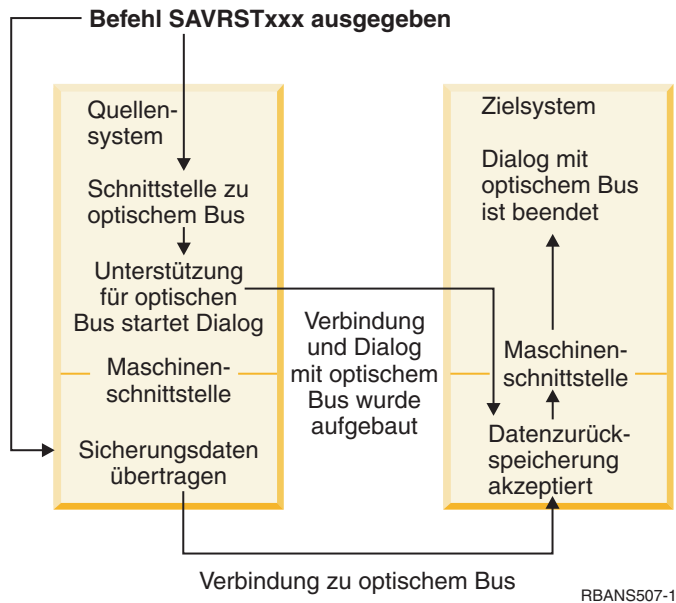 Befehl SAVRSTxxx ausgegeben
Quellen-
system
Schnittstelle zu
optischem Bus
Unterstützung
für optischen
Bus startet Dialog
Maschinen-
schnittstelle
Sicherungsdaten
übertragen
Verbindung
und Dialog
mit optischem
Bus wurde
aufgebaut
Zielsystem
Dialog mit
optischem Bus
ist beendet
Maschinen-
schnittstelle
Datenzurück-
speicherung
akzeptiert
Verbindung zu optischem Bus
RBANS507-1